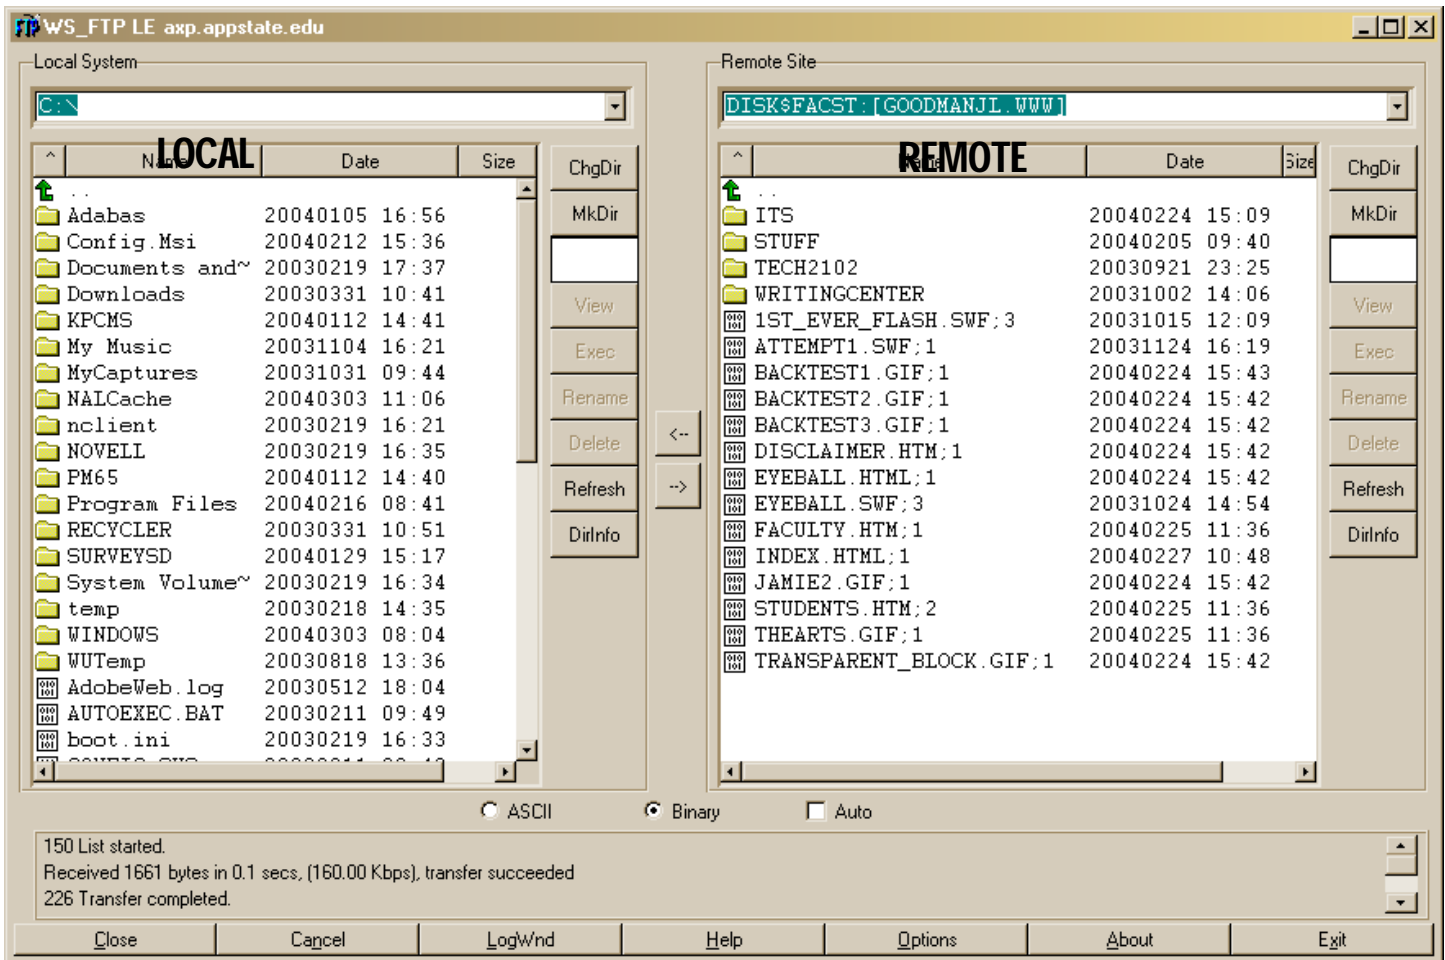 WS_FTP LE axp.appstate.edu
Local System
C:\
LOCAL
^ Name Date Size
..
Adabas 20040105 16:56
Config.Msi 20040212 15:36
Documents and~ 20030219 17:37
Downloads 20030331 10:41
KPCMS 20040112 14:41
My Music 20031104 16:21
MyCaptures 20031031 09:44
NALCache 20040303 11:06
nclient 20030219 16:21
NOVELL 20030219 16:35
PM65 20040112 14:40
Program Files 20040216 08:41
RECYCLER 20030331 10:51
SURVEYSD 20040129 15:17
System Volume~ 20030219 16:34
temp 20030218 14:35
WINDOWS 20040303 08:04
WUTemp 20030818 13:36
AdobeWeb.log 20030512 18:04
AUTOEXEC.BAT 20030211 09:49
boot.ini 20030219 16:33
ChgDir
MkDir
View
Exec
Rename
Delete
Refresh
DirInfo
<--
-->
Remote Site
DISK$FACST:[GOODMANJL.WWW]
REMOTE
^ Name Date Size
..
ITS 20040224 15:09
STUFF 20040205 09:40
TECH2102 20030921 23:25
WRITINGCENTER 20031002 14:06
1ST_EVER_FLASH.SWF;3 20031015 12:09
ATTEMPT1.SWF;1 20031124 16:19
BACKTEST1.GIF;1 20040224 15:43
BACKTEST2.GIF;1 20040224 15:42
BACKTEST3.GIF;1 20040224 15:42
DISCLAIMER.HTM;1 20040224 15:42
EYEBALL.HTML;1 20040224 15:42
EYEBALL.SWF;3 20031024 14:54
FACULTY.HTM;1 20040225 11:36
INDEX.HTML;1 20040227 10:48
JAMIE2.GIF;1 20040224 15:42
STUDENTS.HTM;2 20040225 11:36
THEARTS.GIF;1 20040225 11:36
TRANSPARENT_BLOCK.GIF;1 20040224 15:42
ChgDir
MkDir
View
Exec
Rename
Delete
Refresh
DirInfo
ASCII Binary Auto
150 List started.
Received 1661 bytes in 0.1 secs, (160.00 Kbps), transfer succeeded
226 Transfer completed.
Close Cancel LogWnd Help Options About Exit